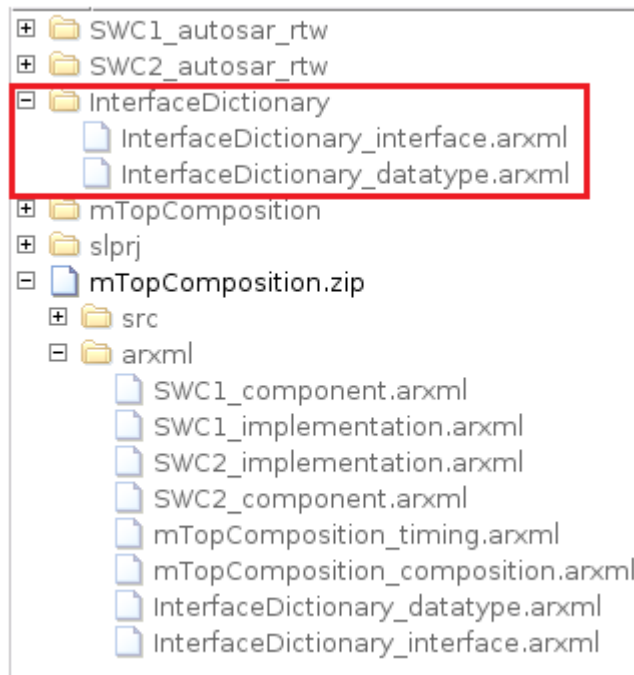 SWC1_autosar_rtw
SWC2_autosar_rtw
InterfaceDictionary
InterfaceDictionary_interface.arxml
InterfaceDictionary_datatype.arxml
mTopComposition
slprj
mTopComposition.zip
src
arxml
SWC1_component.arxml
SWC1_implementation.arxml
SWC2_implementation.arxml
SWC2_component.arxml
mTopComposition_timing.arxml
mTopComposition_composition.arxml
InterfaceDictionary_datatype.arxml
InterfaceDictionary_interface.arxml